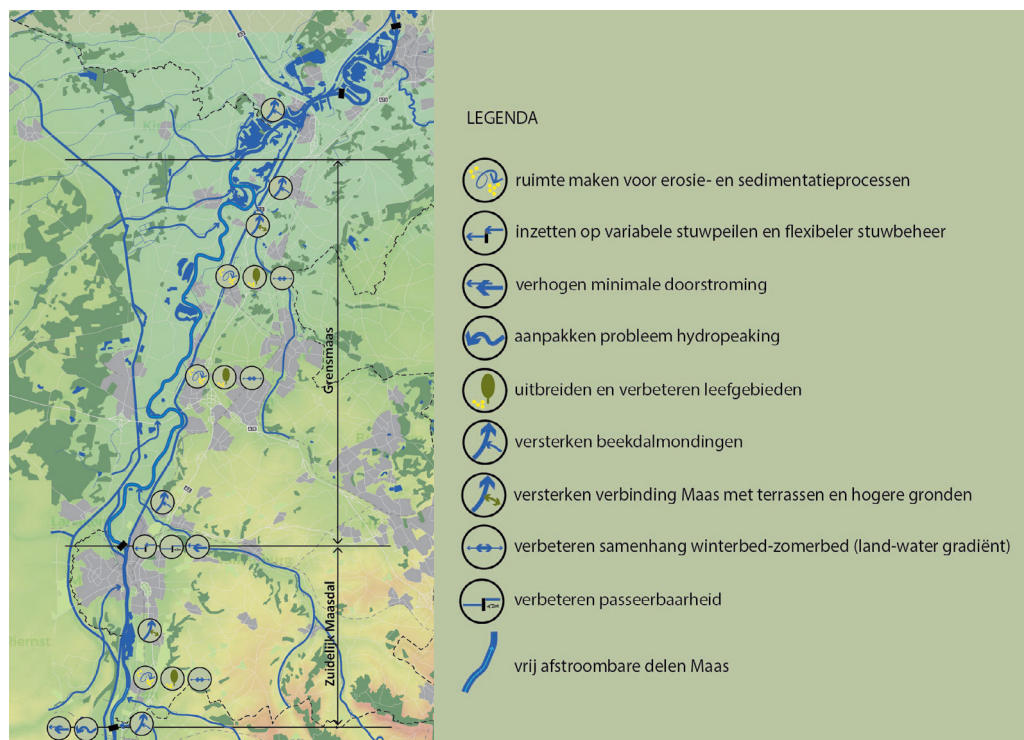 Grensmaas
Zuidelijk Maasdal
LEGENDA
ruimte maken voor erosie- en sedimentatieprocessen
inzetten op variabele stuwpeilen en flexibeler stuwbeheer
verhogen minimale doorstroming
aanpakken probleem hydropeaking
uitbreiden en verbeteren leefgebieden
versterken beekdalmondingen
versterken verbinding Maas met terrassen en hogere gronden
verbeteren samenhang winterbed-zomerbed (land-water gradiënt)
verbeteren passeerbaarheid
vrij afstroombare delen Maas